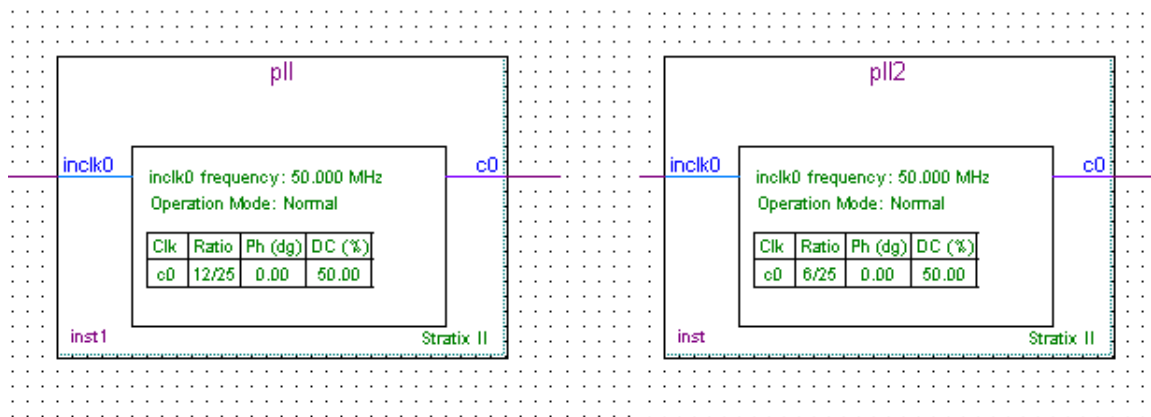 pll
inclk0
c0
inclk0 frequency: 50.000 MHz
Operation Mode: Normal
Clk Ratio Ph (dg) DC (%)
c0 12/25 0.00 50.00
inst1
Stratix II
pll2
inclk0
c0
inclk0 frequency: 50.000 MHz
Operation Mode: Normal
Clk Ratio Ph (dg) DC (%)
c0 6/25 0.00 50.00
inst
Stratix II